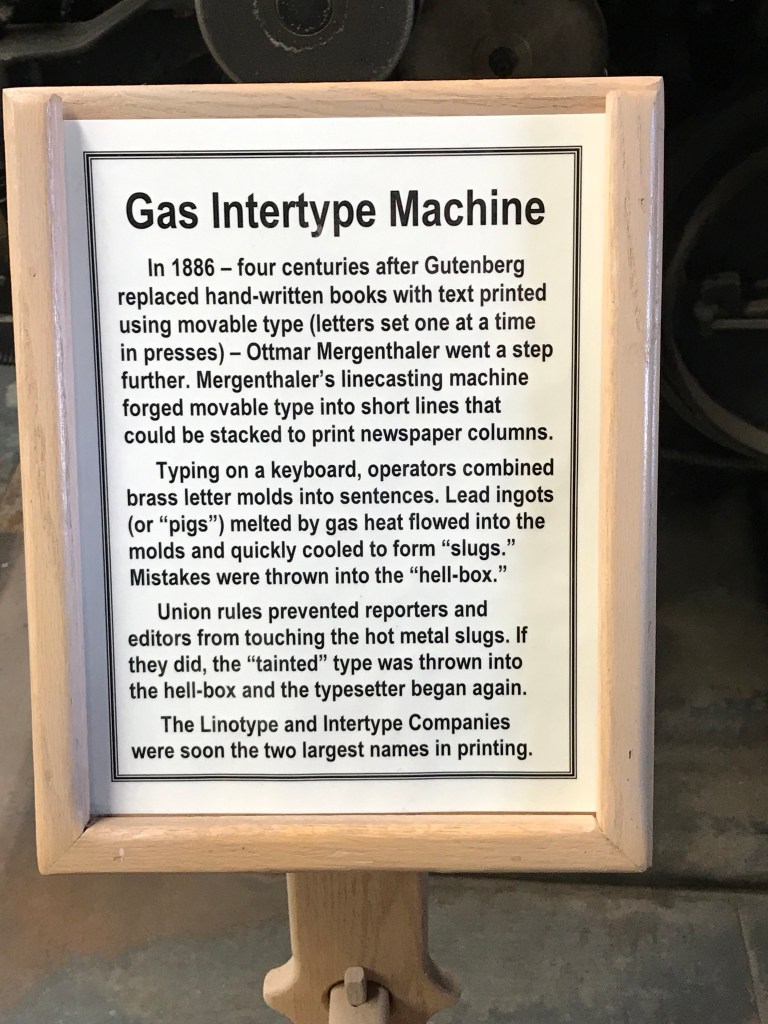 Gas Intertype Machine
In 1886 – four centuries after Gutenberg
replaced hand-written books with text printed
using movable type (letters set one at a time
in presses) – Ottmar Mergenthaler went a step
further. Mergenthaler’s linecasting machine
forged movable type into short lines that
could be stacked to print newspaper columns.
Typing on a keyboard, operators combined
brass letter molds into sentences. Lead ingots
(or “pigs”) melted by gas heat flowed into the
molds and quickly cooled to form “slugs.”
Mistakes were thrown into the “hell-box.”
Union rules prevented reporters and
editors from touching the hot metal slugs. If
they did, the “tainted” type was thrown into
the hell-box and the typesetter began again.
The Linotype and Intertype Companies
were soon the two largest names in printing.